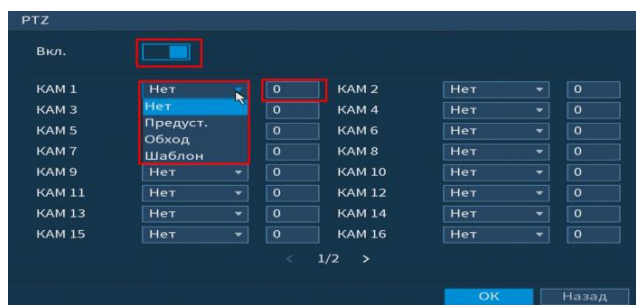 PTZ
Вкл.
КАМ 1 Нет 0 КАМ 2 Нет 0
КАМ 3 Нет 0 КАМ 4 Нет 0
КАМ 5 Предуст. 0 КАМ 6 Нет 0
Обход
КАМ 7 Шаблон 0 КАМ 8 Нет 0
КАМ 9 Нет 0 КАМ 10 Нет 0
КАМ 11 Нет 0 КАМ 12 Нет 0
КАМ 13 Нет 0 КАМ 14 Нет 0
КАМ 15 Нет 0 КАМ 16 Нет 0
< 1/2 >
ОК Назад